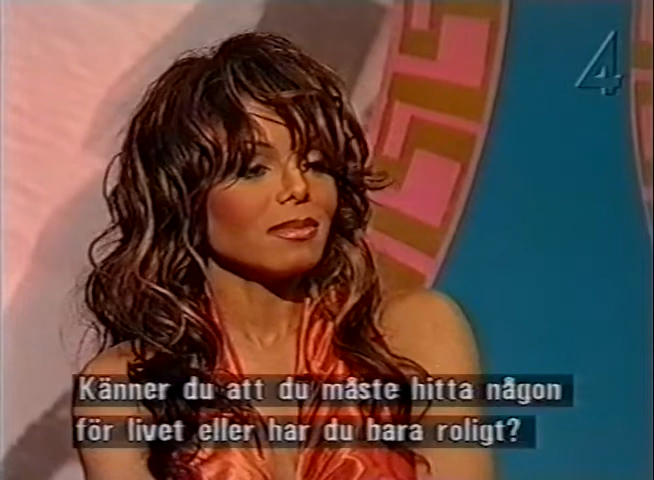 4
Känner du att du måste hitta någon
för livet eller har du bara roligt?